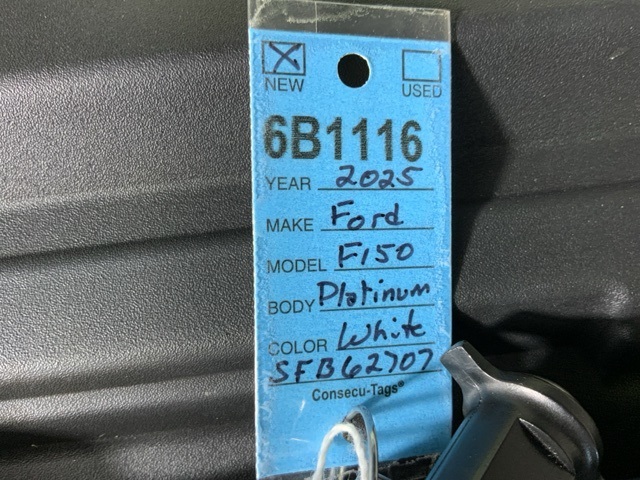 NEW USED
6B1116
YEAR 2025
MAKE Ford
MODEL F150
BODY Platinum
COLOR White
SFB62707
Consecu-Tags®